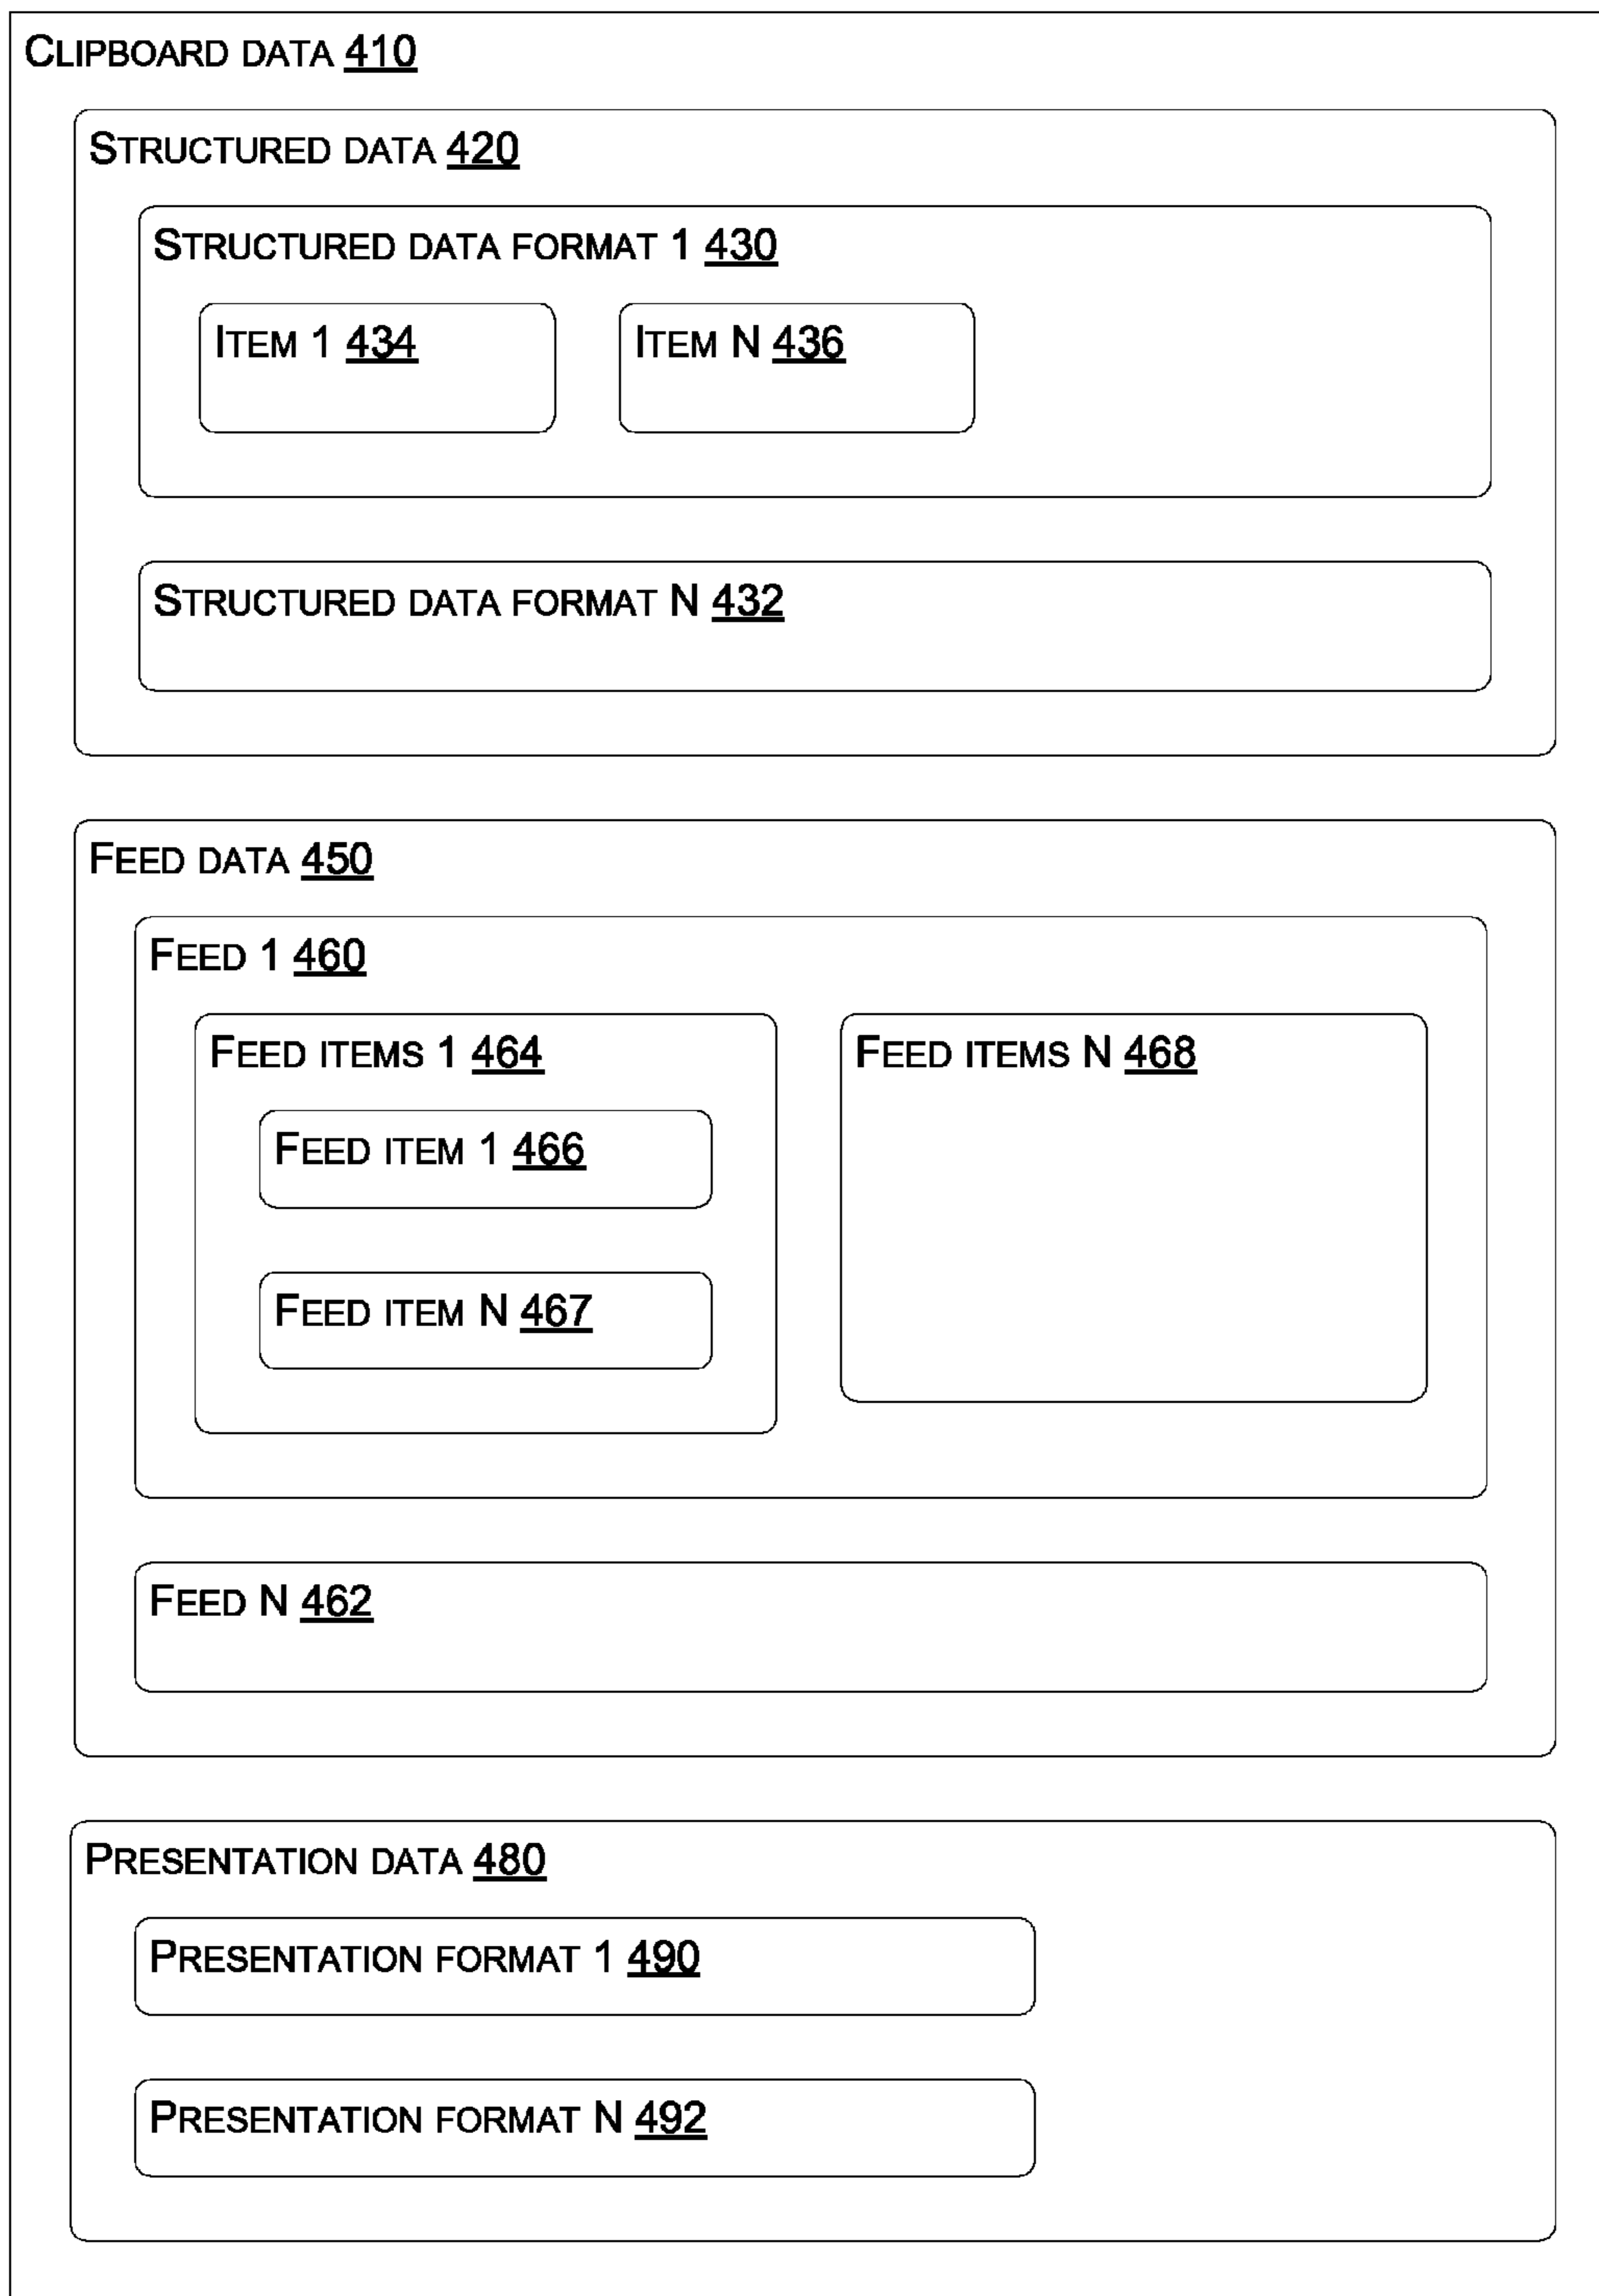 CLIPBOARD DATA 410
STRUCTURED DATA 420
STRUCTURED DATA FORMAT 1 430
ITEM 1 434
ITEM N 436
STRUCTURED DATA FORMAT N 432
FEED DATA 450
FEED 1 460
FEED ITEMS 1 464
FEED ITEM 1 466
FEED ITEM N 467
FEED ITEMS N 468
FEED N 462
PRESENTATION DATA 480
PRESENTATION FORMAT 1 490
PRESENTATION FORMAT N 492